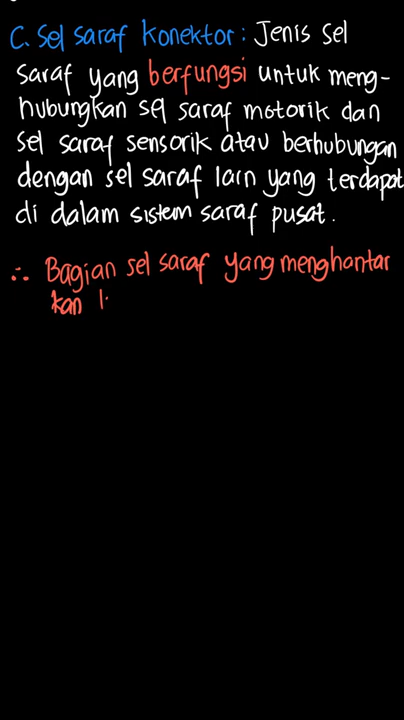 C. Sel saraf konektor: Jenis sel
saraf yang berfungsi untuk meng-
hubungkan sel saraf motorik dan
sel saraf sensorik atau berhubungan
dengan sel saraf lain yang terdapat
di dalam sistem saraf pusat.
∴ Bagian sel saraf yang menghantar
kan